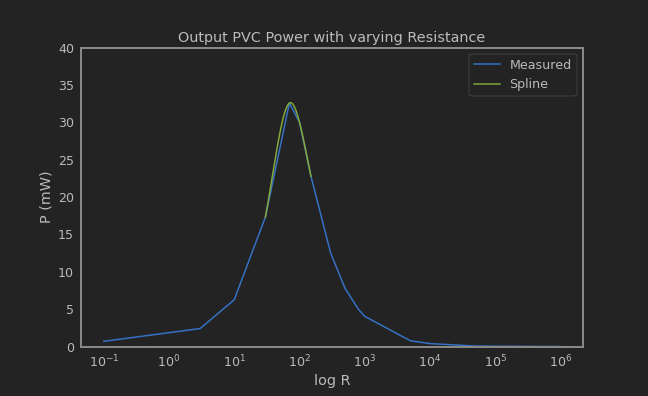 Output PVC Power with varying Resistance
Measured
Spline
P (mW)
40
35
30
25
20
15
10
5
0
10⁻¹ 10⁰ 10¹ 10² 10³ 10⁴ 10⁵ 10⁶
log R